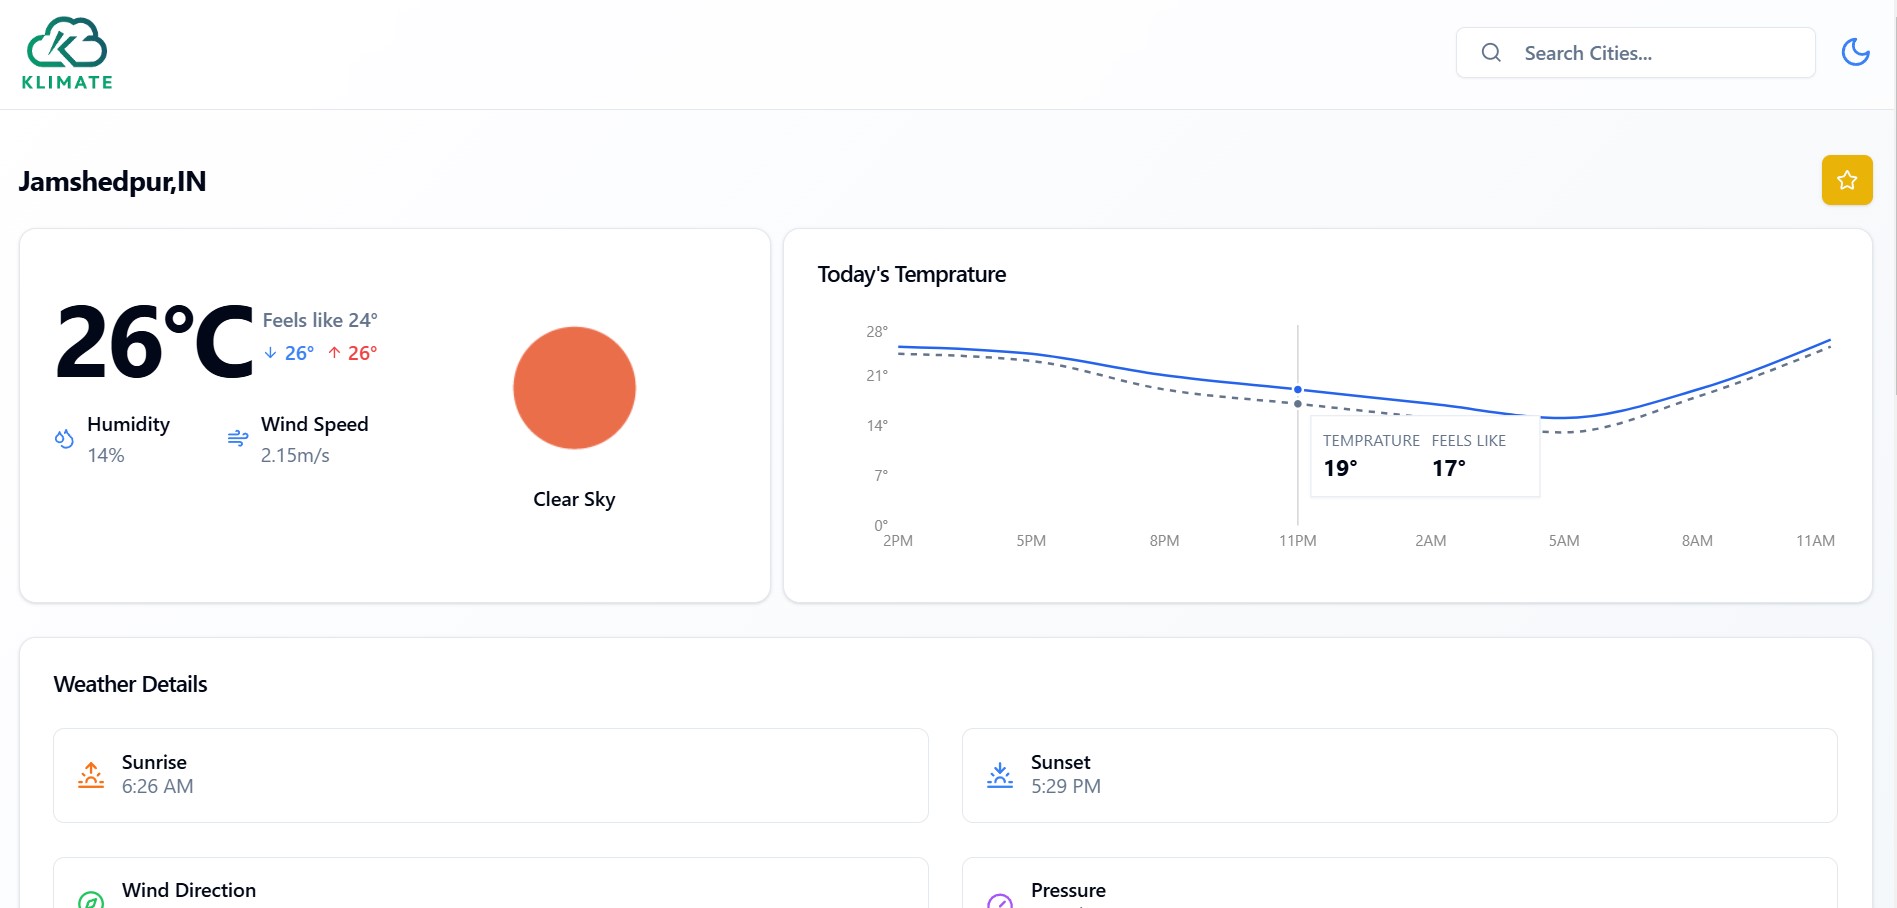 KLIMATE
Search Cities...
Jamshedpur,IN
26°C
Feels like 24°
↓ 26° ↑ 26°
Humidity
14%
Wind Speed
2.15m/s
Clear Sky
Today's Temprature
28°
21°
14°
7°
0°
2PM 5PM 8PM 11PM 2AM 5AM 8AM 11AM
TEMPRATURE FEELS LIKE
19° 17°
Weather Details
Sunrise
6:26 AM
Sunset
5:29 PM
Wind Direction
Pressure